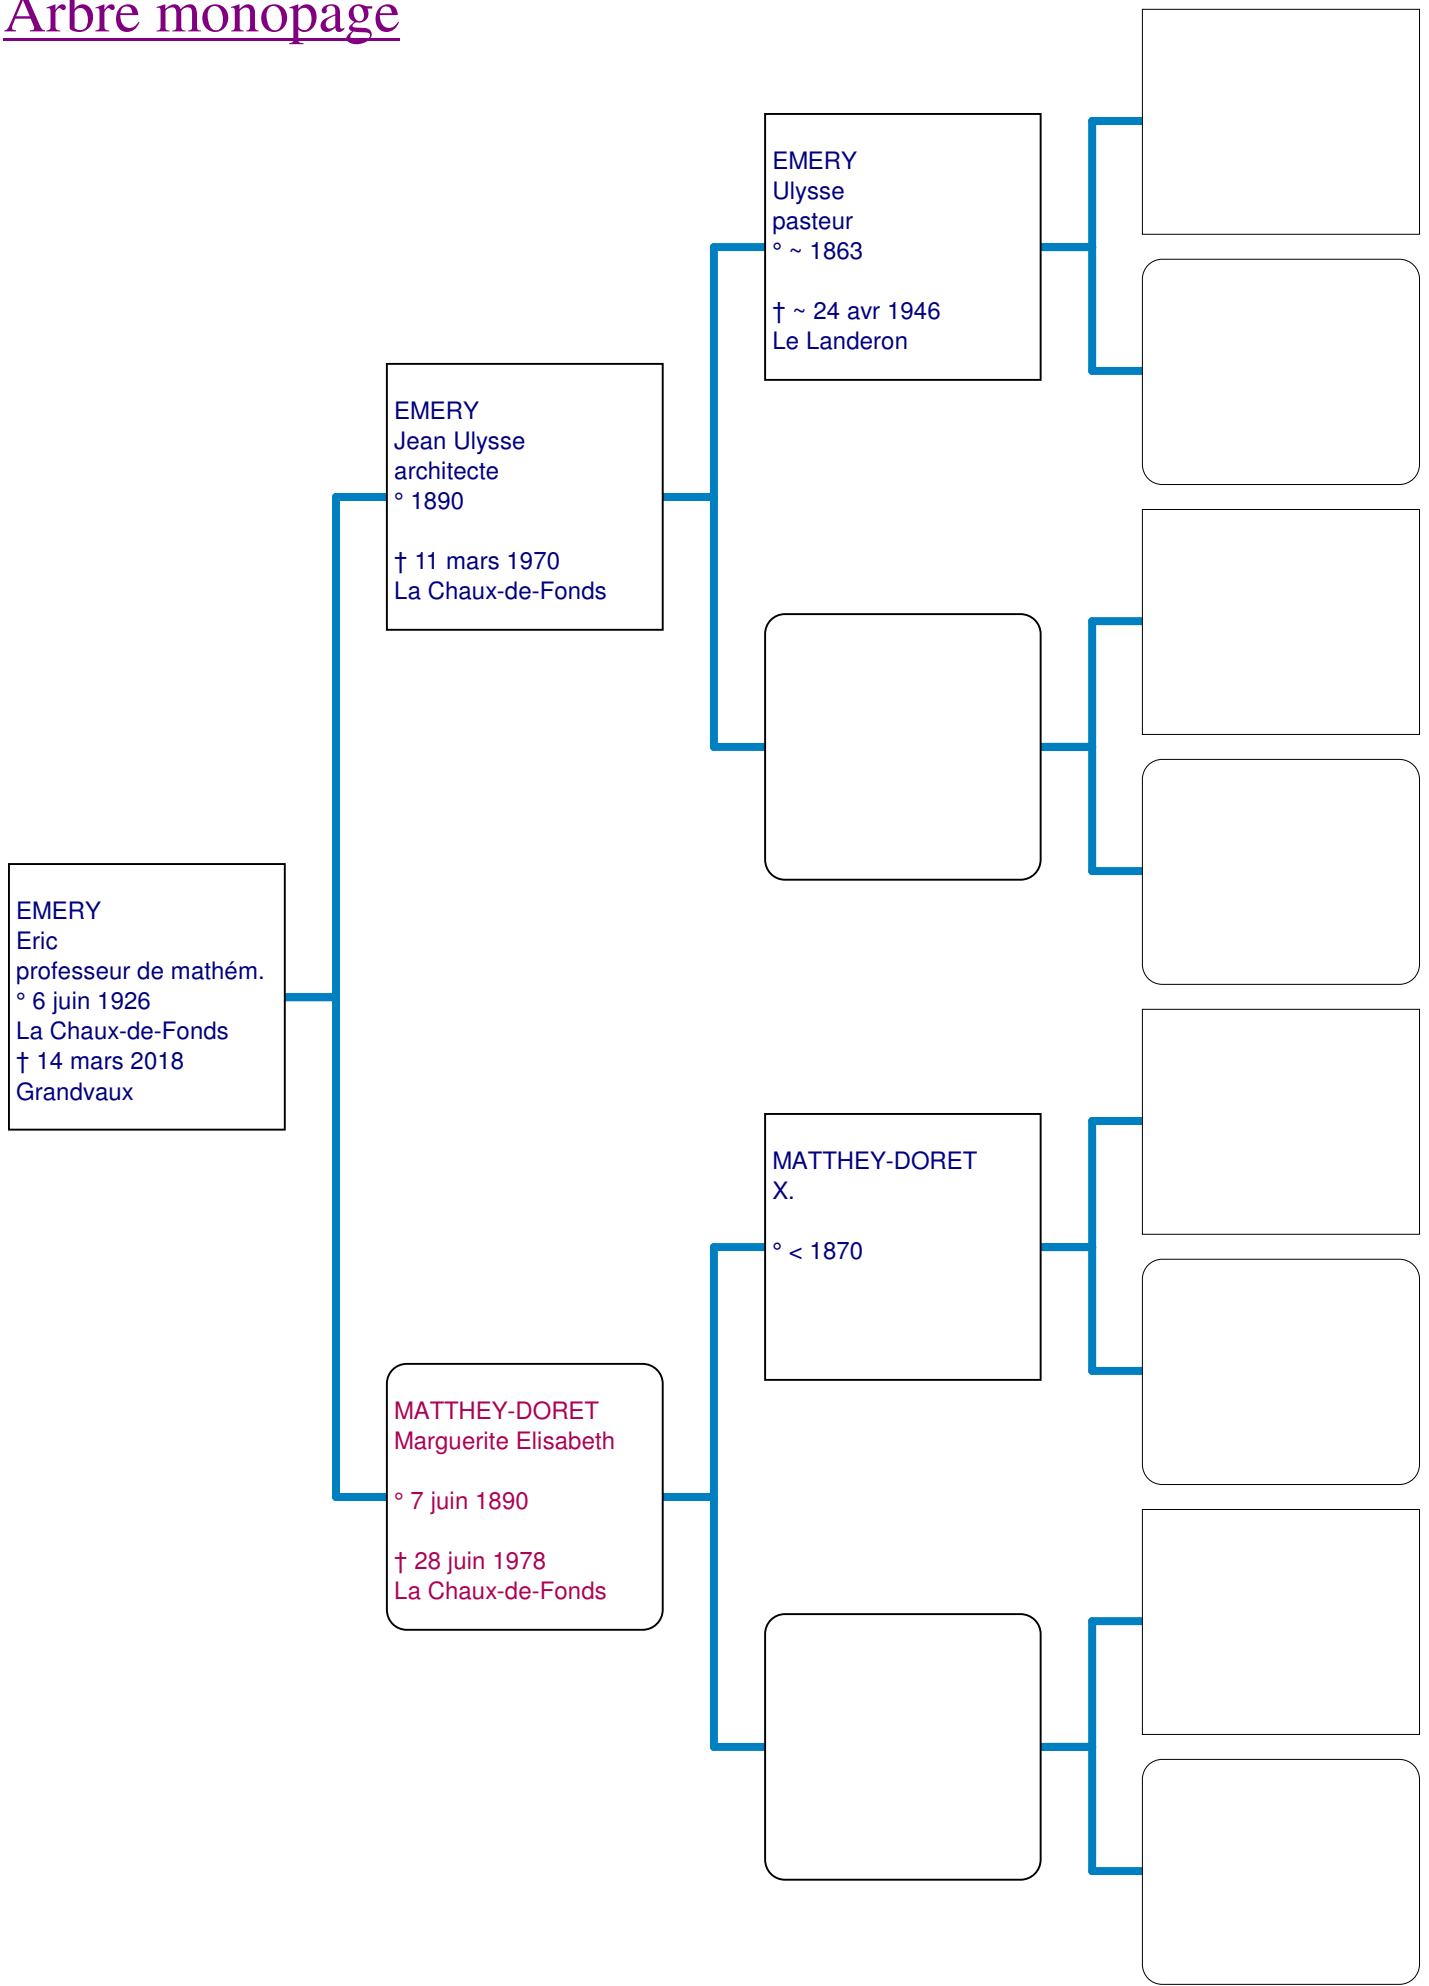 Arbre monopage
EMERY
Ulysse
pasteur
° ~ 1863
† ~ 24 avr 1946
Le Landeron
EMERY
Jean Ulysse
architecte
° 1890
† 11 mars 1970
La Chaux-de-Fonds
EMERY
Eric
professeur de mathém.
° 6 juin 1926
La Chaux-de-Fonds
† 14 mars 2018
Grandvaux
MATTHEY-DORET
X.
° < 1870
MATTHEY-DORET
Marguerite Elisabeth
° 7 juin 1890
† 28 juin 1978
La Chaux-de-Fonds